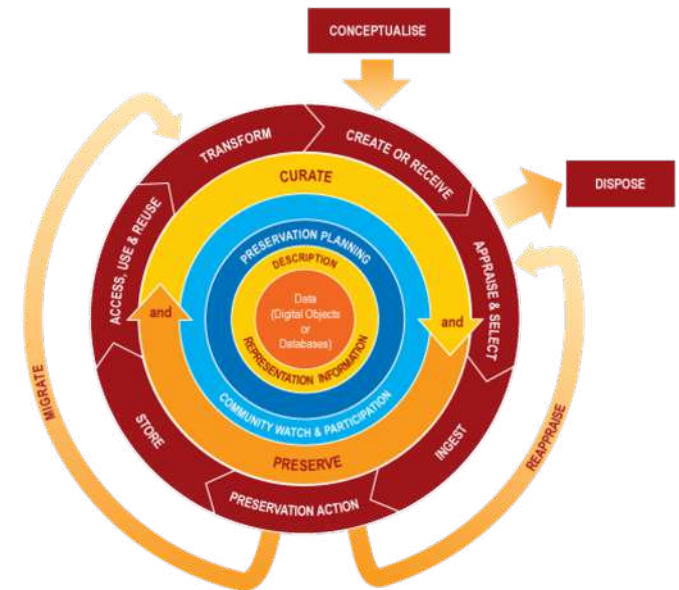 CONCEPTUALISE
CREATE OR RECEIVE
DISPOSE
APPRAISE & SELECT
INGEST
PRESERVATION ACTION
STORE
ACCESS, USE & REUSE
TRANSFORM
MIGRATE
REAPPRAISE
CURATE
and
PRESERVE
and
PRESERVATION PLANNING
COMMUNITY WATCH & PARTICIPATION
DESCRIPTION
REPRESENTATION INFORMATION
Data
(Digital Objects
or
Databases)